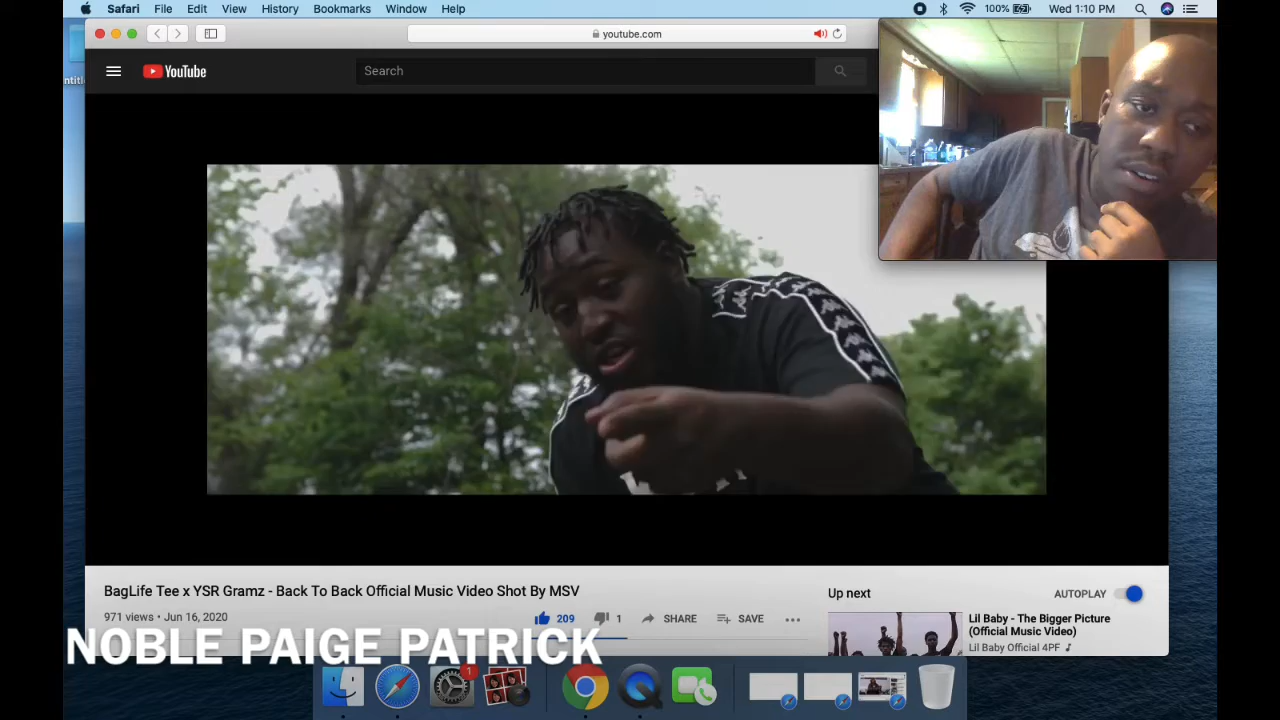 Safari File Edit View History Bookmarks Window Help 100% Wed 1:10 PM
youtube.com
YouTube
Search
BagLife Tee x YSR Gramz - Back To Back Official Music Video Shot By MSV
971 views • Jun 16, 2020
209 1 SHARE SAVE
Up next AUTOPLAY
Lil Baby - The Bigger Picture
(Official Music Video)
Lil Baby Official 4PF
NOBLE PAIGE PATRICK
1